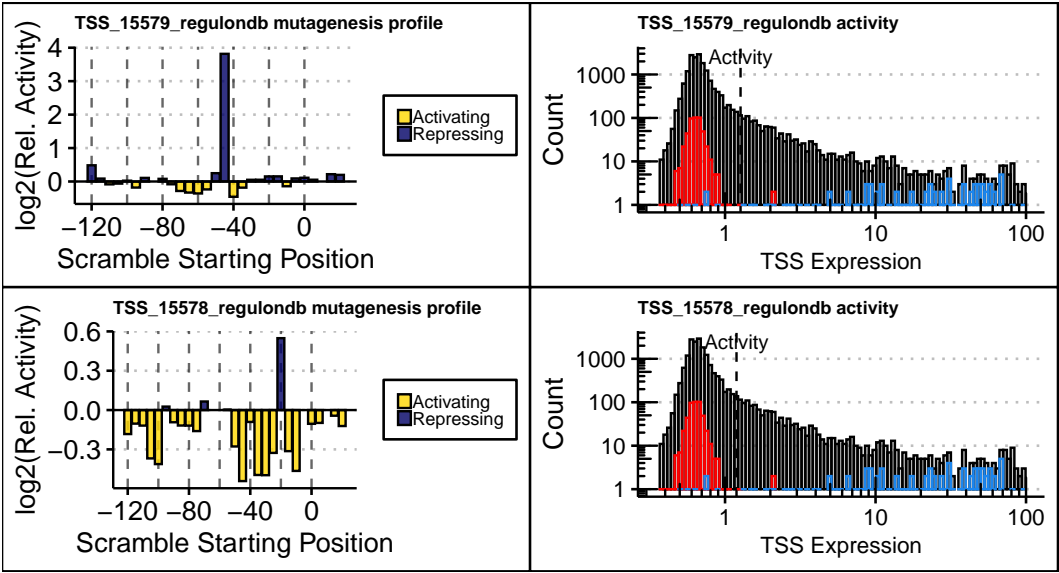 TSS_15579_regulondb mutagenesis profile
log2(Rel. Activity)
4
3
2
1
0
−120
−80
−40
0
Scramble Starting Position
Activating
Repressing
TSS_15579_regulondb activity
Activity
Count
1000
100
10
1
1
10
100
TSS Expression
TSS_15578_regulondb mutagenesis profile
log2(Rel. Activity)
0.6
0.3
0.0
−0.3
−120
−80
−40
0
Scramble Starting Position
Activating
Repressing
TSS_15578_regulondb activity
Activity
Count
1000
100
10
1
1
10
100
TSS Expression